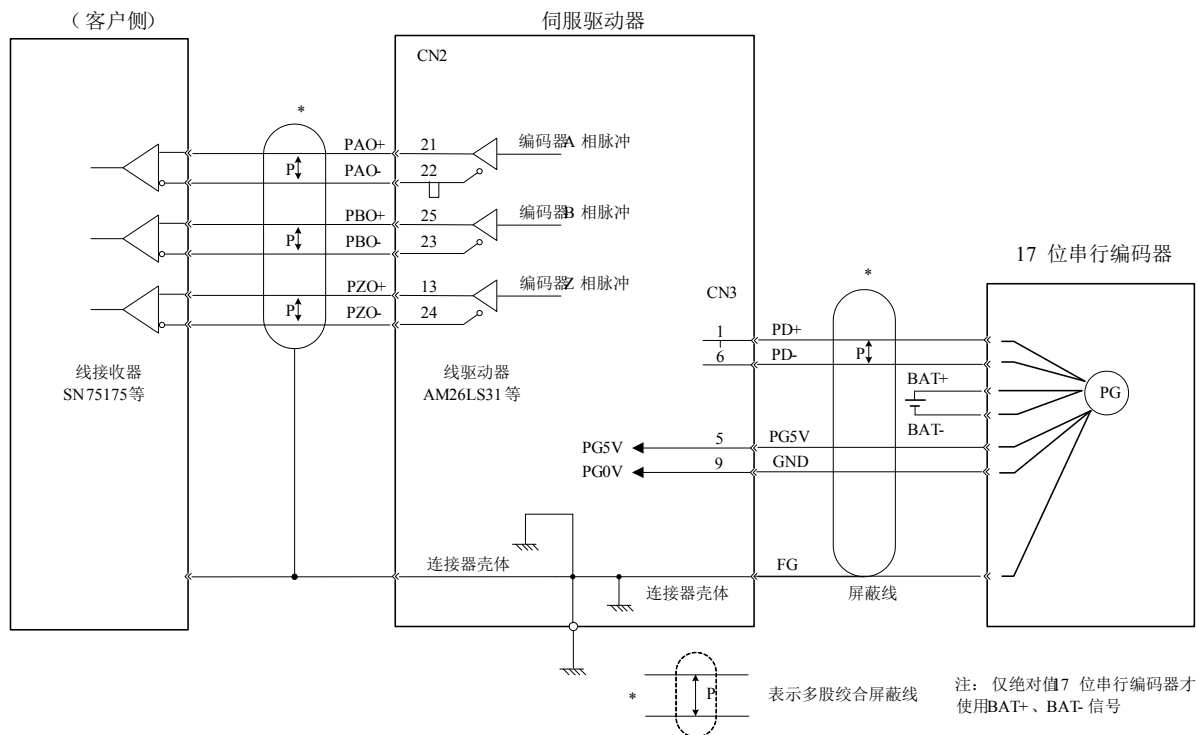 （客户侧）
伺服驱动器
CN2
*
PAO+ 21 编码器A 相脉冲
P
PAO- 22
PBO+ 25 编码器B 相脉冲
P
PBO- 23
17 位串行编码器
*
PZO+ 13 编码器Z 相脉冲
P
PZO- 24
CN3
1 PD+
P
6 PD-
线接收器
SN75175等
线驱动器
AM26LS31等
BAT+
PG
BAT-
PG5V 5 PG5V
PG0V 9 GND
连接器壳体
FG
连接器壳体
屏蔽线
* P 表示多股绞合屏蔽线
注： 仅绝对值17 位串行编码器才
使用BAT+、BAT- 信号